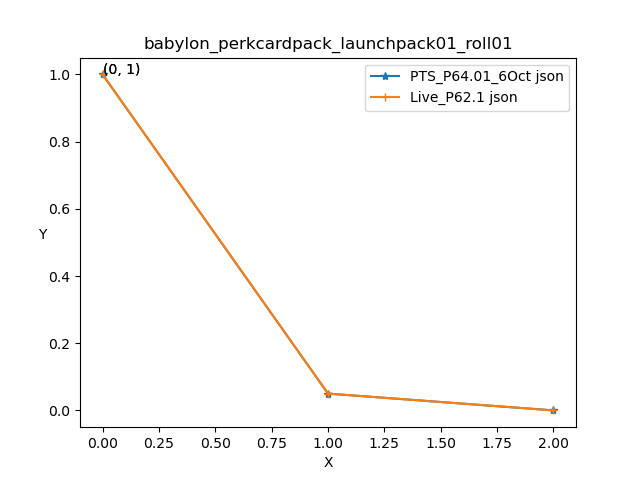 babylon_perkcardpack_launchpack01_roll01
(0, 1)
PTS_P64.01_6Oct json
Live_P62.1 json
1.0
0.8
0.6
0.4
0.2
0.0
Y
0.00 0.25 0.50 0.75 1.00 1.25 1.50 1.75 2.00
X